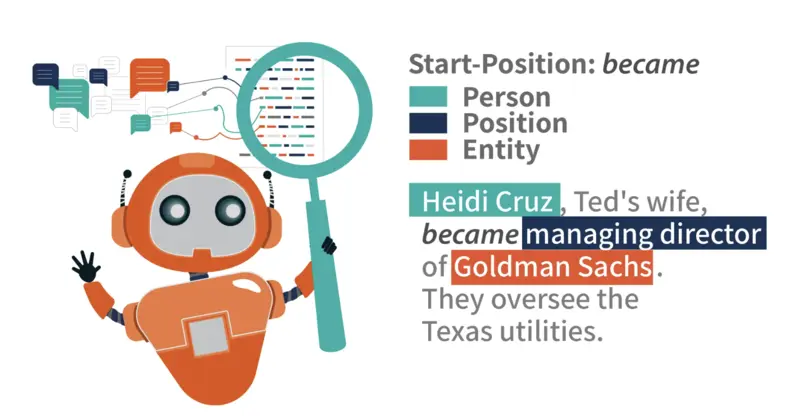 Start-Position: became
Person
Position
Entity
Heidi Cruz, Ted's wife,
became managing director
of Goldman Sachs.
They oversee the
Texas utilities.